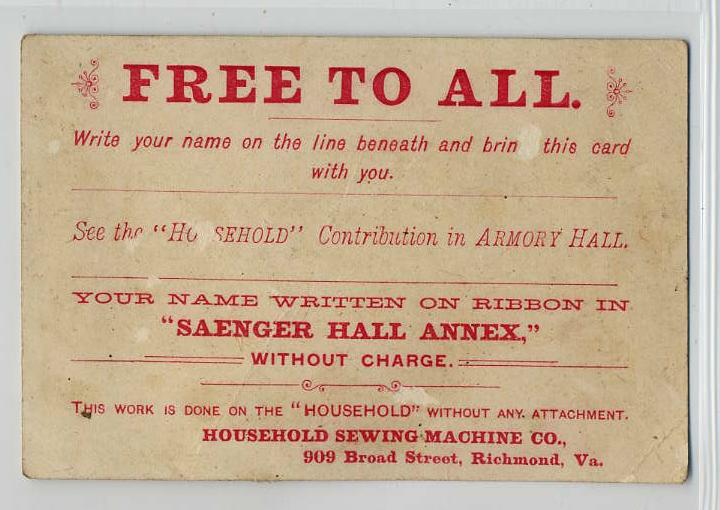 FREE TO ALL.
Write your name on the line beneath and brin this card
with you.
See the "HO SEHOLD" Contribution in ARMORY HALL.
YOUR NAME WRITTEN ON RIBBON IN
"SAENGER HALL ANNEX,"
WITHOUT CHARGE.
THIS WORK IS DONE ON THE "HOUSEHOLD" WITHOUT ANY. ATTACHMENT.
HOUSEHOLD SEWING MACHINE CO.,
909 Broad Street, Richmond, Va.